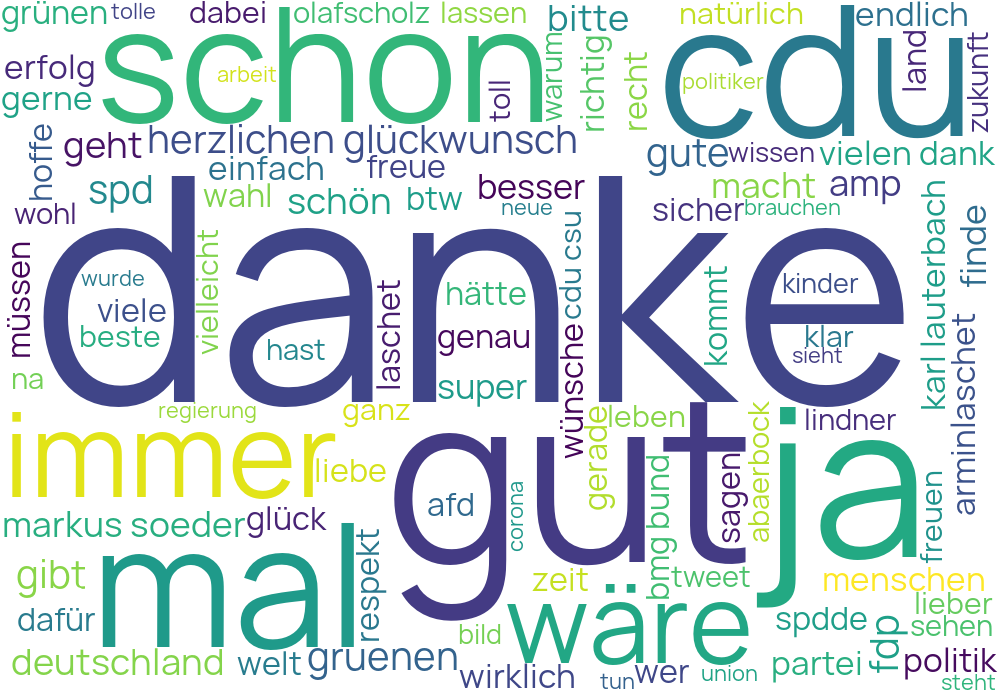 grünen tolle dabei olafscholz lassen bitte natürlich endlich
schon cdu
erfolg arbeit toll warum richtig recht politiker land zukunft
gerne
hoffe geht herzlichen glückwunsch gute wissen vielen dank
einfach freue
spd wahl schön btw besser neue macht amp
wohl sicher brauchen
danke
müssen wurde viele beste vielleicht hast laschet hätte genau super cdu csu wünsche kommt kinder klar sieht karl lauterbach finde arminlaschet
na regierung ganz gerade leben abaerbock lindner
immer liebe gut ja
afd corona bmg bund sagen freuen
markus soeder glück
mal respekt
gibt zeit tweet menschen
dafür wäre spdde lieber
bild fdp sehen
deutschland welt gruenen wirklich wer partei politik
tun union steht